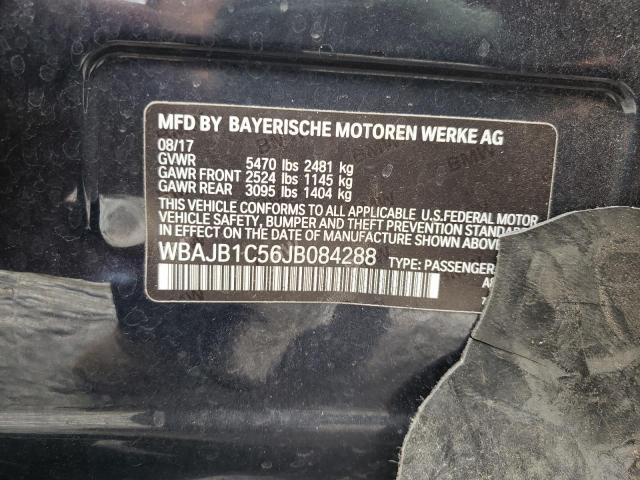 MFD BY BAYERISCHE MOTOREN WERKE AG
08/17
GVWR 5470 lbs 2481 kg
GAWR FRONT 2524 lbs 1145 kg
GAWR REAR 3095 lbs 1404 kg
THIS VEHICLE CONFORMS TO ALL APPLICABLE U.S.FEDERAL MOTOR
VEHICLE SAFETY, BUMPER AND THEFT PREVENTION STANDARD
IN EFFECT ON THE DATE OF MANUFACTURE SHOWN ABOVE
WBAJB1C56JB084288 TYPE: PASSENGER